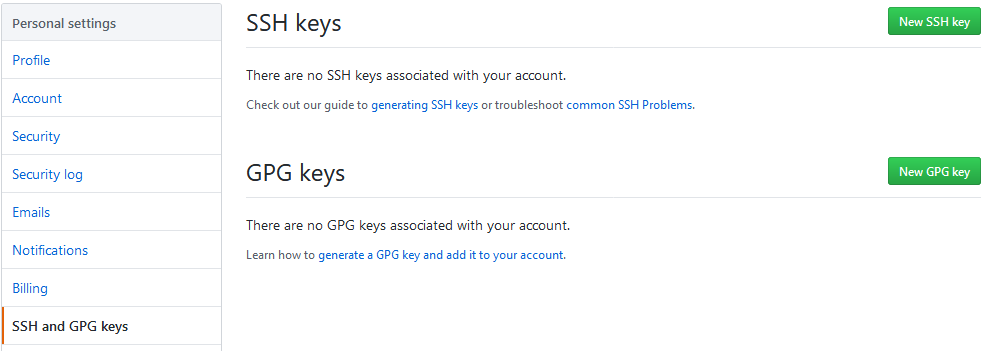 Personal settings
Profile
Account
Security
Security log
Emails
Notifications
Billing
SSH and GPG keys
SSH keys
New SSH key
There are no SSH keys associated with your account.
Check out our guide to generating SSH keys or troubleshoot common SSH Problems.
GPG keys
New GPG key
There are no GPG keys associated with your account.
Learn how to generate a GPG key and add it to your account.